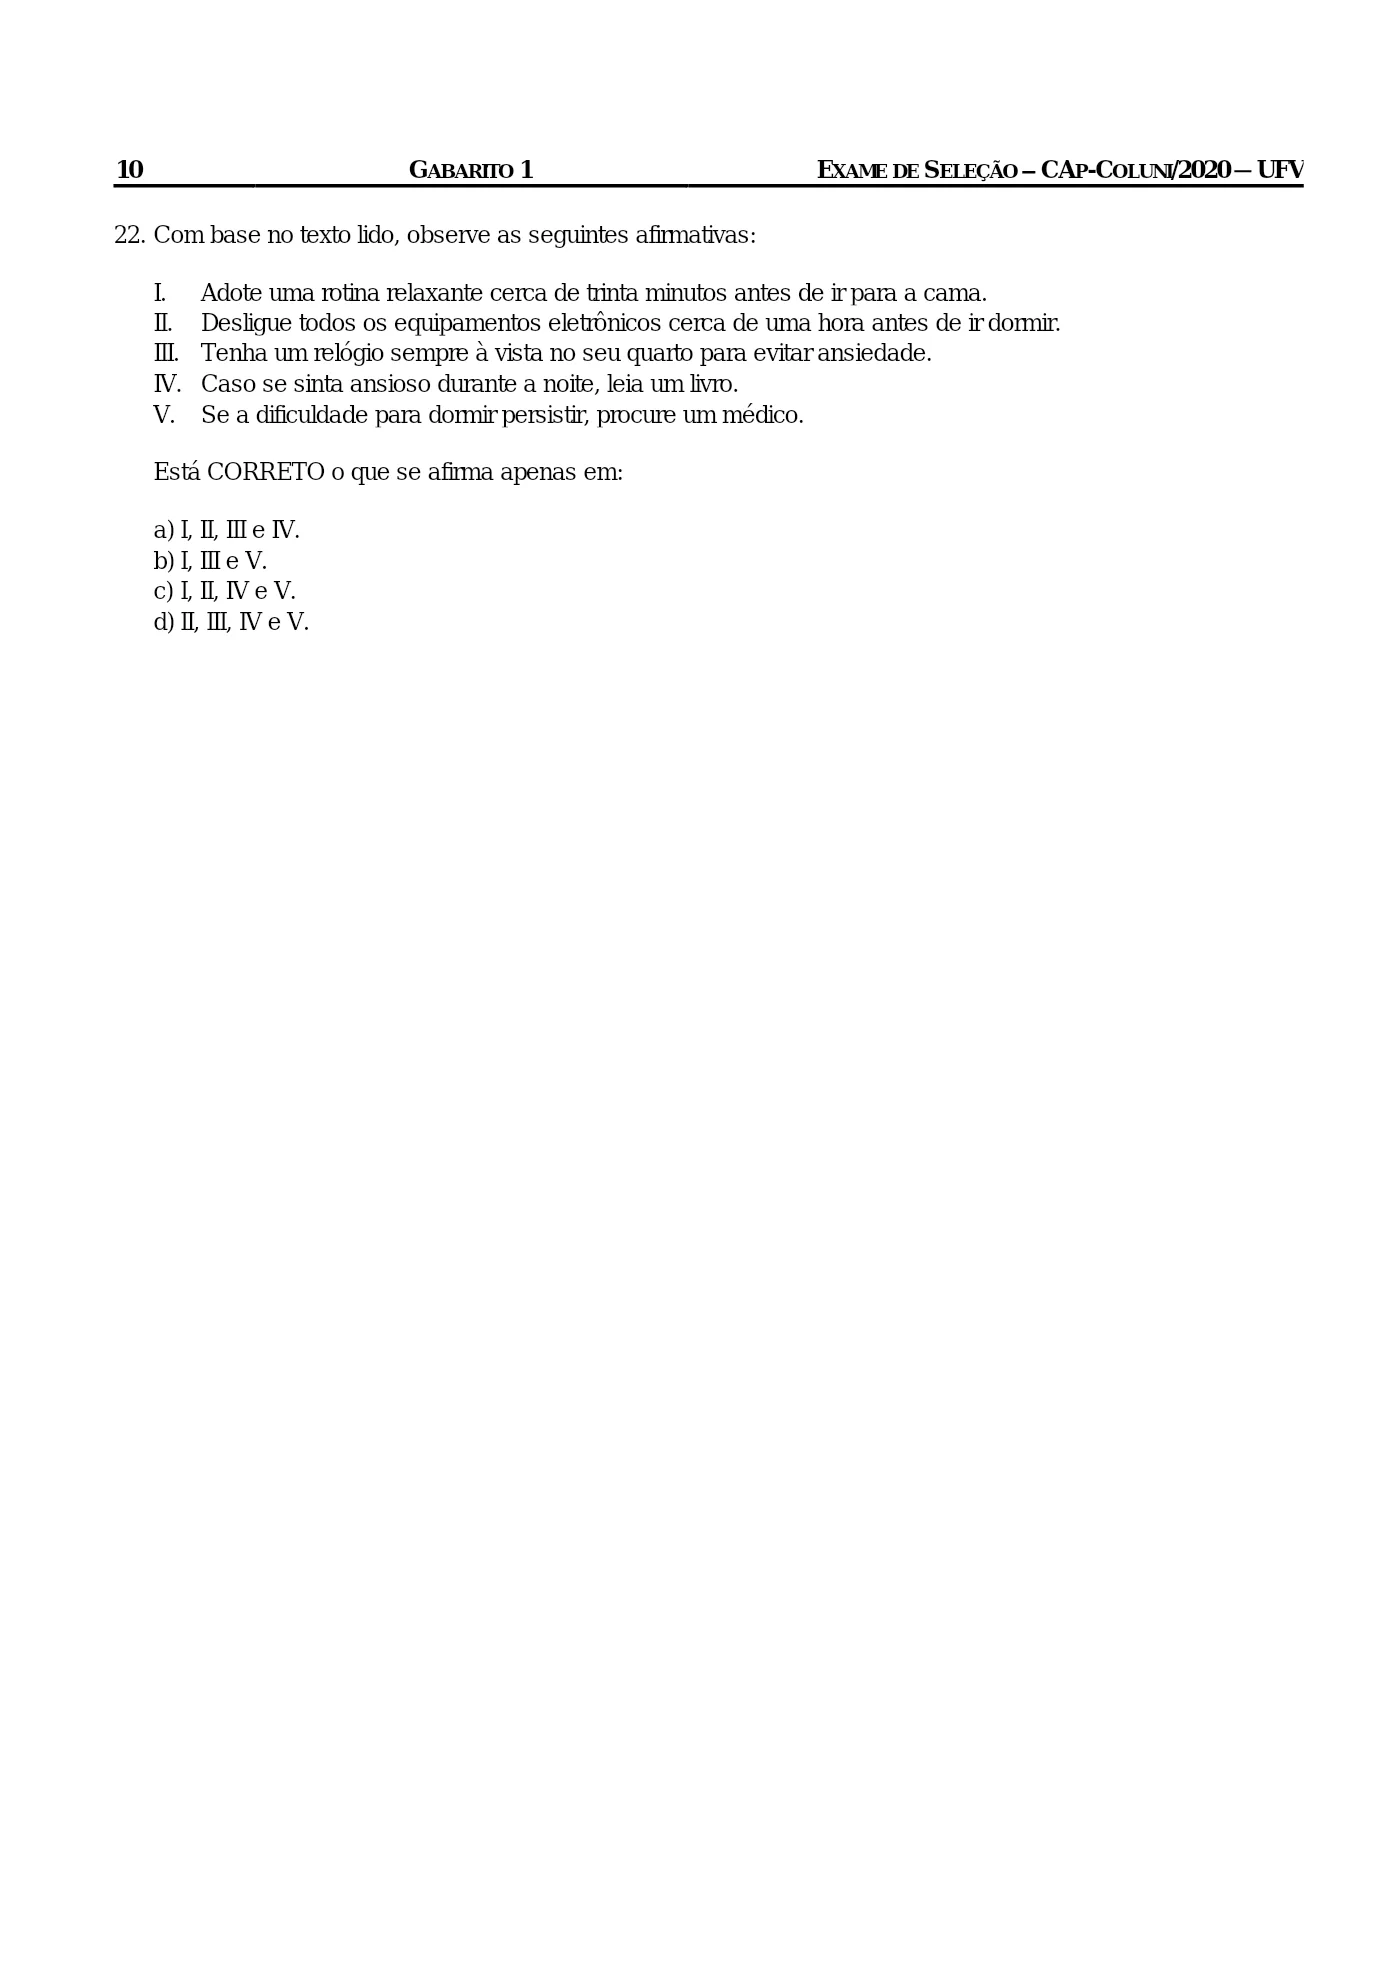 10 GABARITO 1 EXAME DE SELEÇÃO – CAP-COLUNI/2020 — UFV
22. Com base no texto lido, observe as seguintes afirmativas:
I. Adote uma rotina relaxante cerca de trinta minutos antes de ir para a cama.
II. Desligue todos os equipamentos eletrônicos cerca de uma hora antes de ir dormir.
III. Tenha um relógio sempre à vista no seu quarto para evitar ansiedade.
IV. Caso se sinta ansioso durante a noite, leia um livro.
V. Se a dificuldade para dormir persistir, procure um médico.
Está CORRETO o que se afirma apenas em:
a) I, II, III e IV.
b) I, III e V.
c) I, II, IV e V.
d) II, III, IV e V.